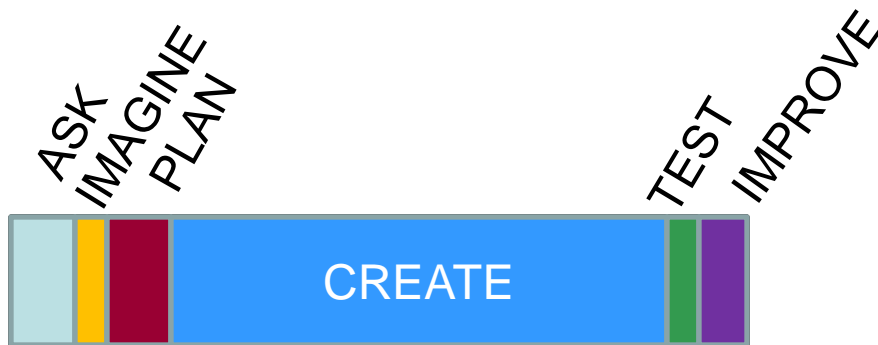 ASK
IMAGINE
PLAN
CREATE
TEST
IMPROVE